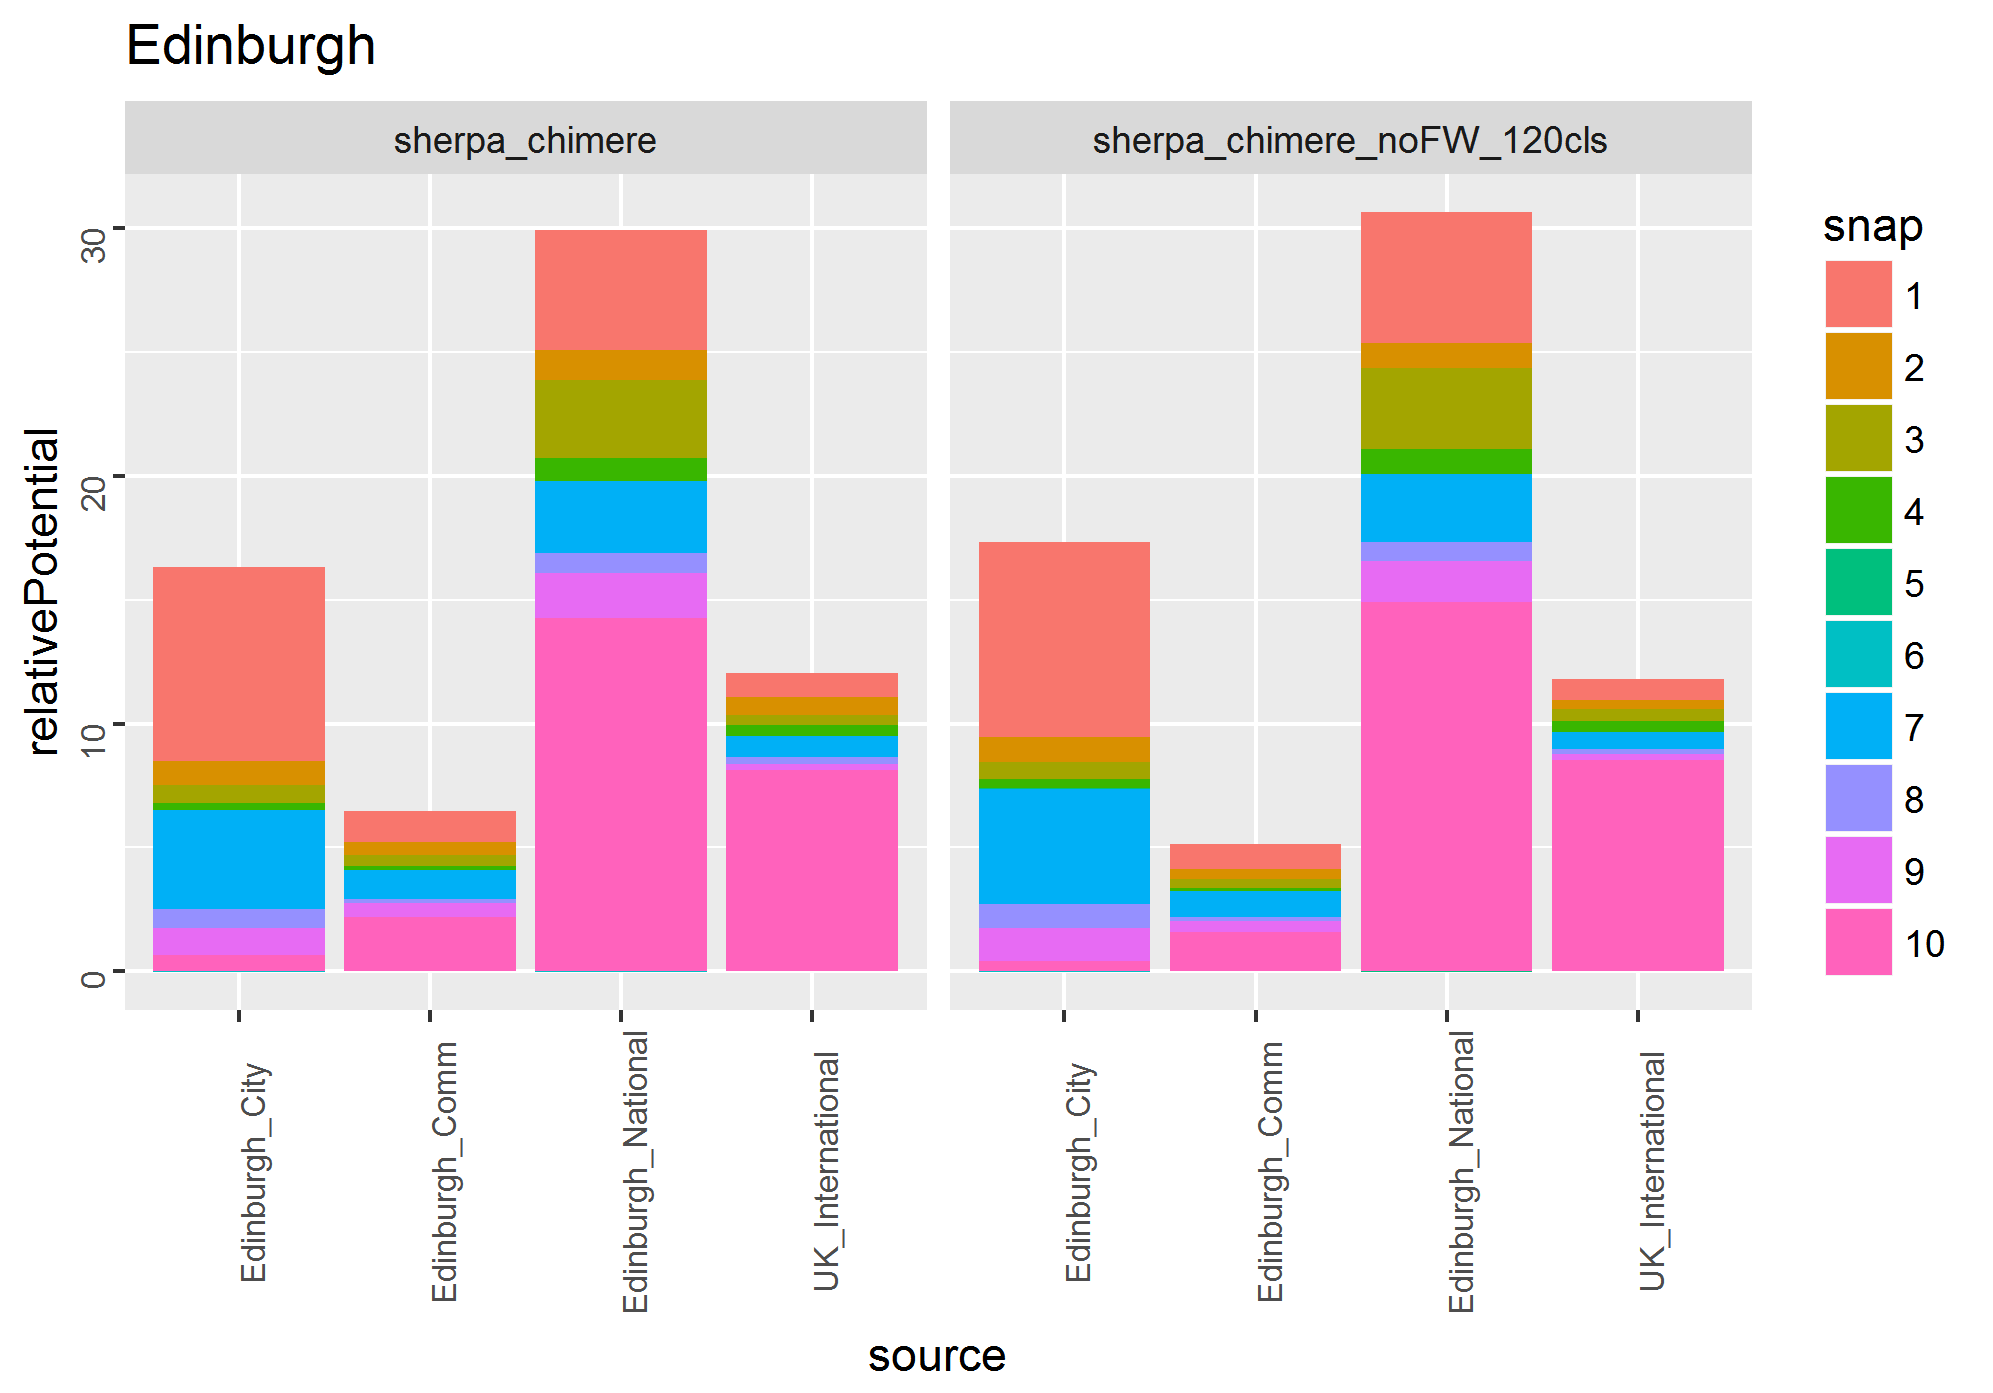 Edinburgh
sherpa_chimere
sherpa_chimere_noFW_120cls
relativePotential
30
20
10
0
Edinburgh_City
Edinburgh_Comm
Edinburgh_National
UK_International
Edinburgh_City
Edinburgh_Comm
Edinburgh_National
UK_International
source
snap
1
2
3
4
5
6
7
8
9
10